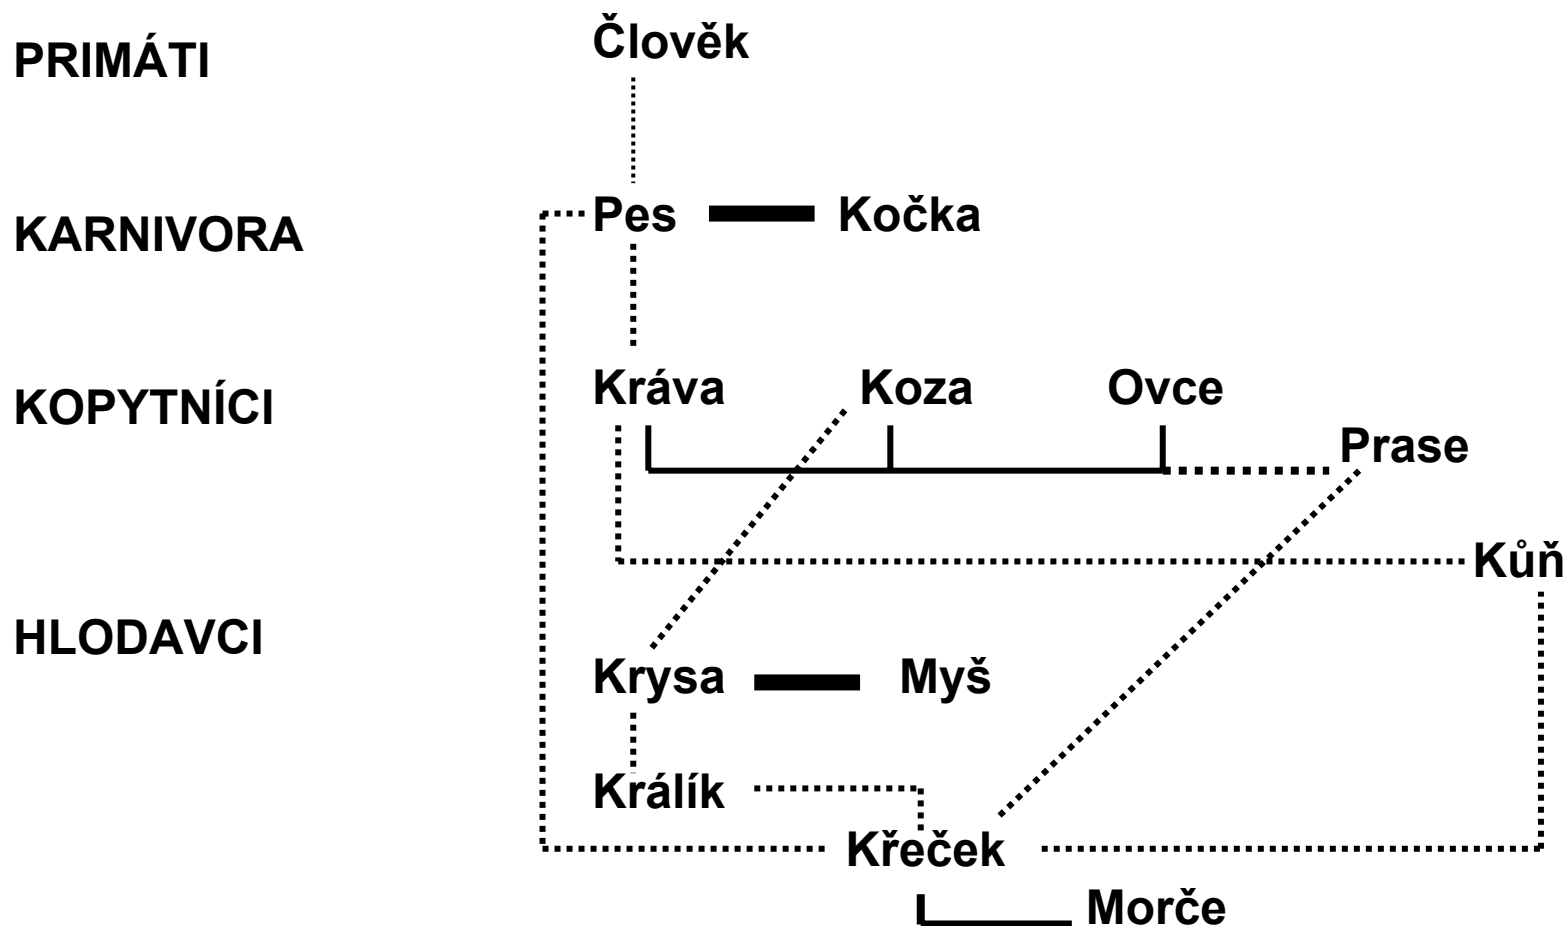 PRIMÁTI
Člověk
KARNIVORA
Pes
Kočka
KOPYTNÍCI
Kráva
Koza
Ovce
Prase
Kůň
HLODAVCI
Krysa
Myš
Králík
Křeček
Morče